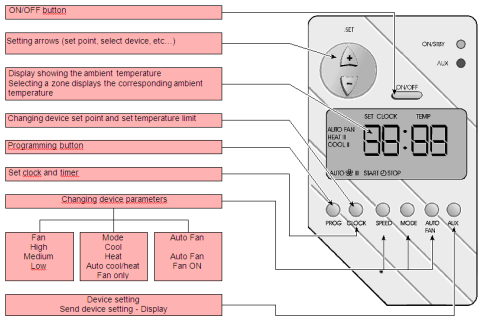 ON/OFF button
Setting arrows (set point, select device, etc...)
Display showing the ambient temperature
Selecting a zone displays the corresponding ambient
temperature
Changing device set point and set temperature limit
Programming button
Set clock and timer
Changing device parameters
Fan
High
Medium
Low
Mode
Cool
Heat
Auto cool/heat
Fan only
Auto Fan
Auto Fan
Fan ON
Device setting
Send device setting - Display
SET
ON/STBY
AUX
ON/OFF
SET CLOCK TEMP
AUTO FAN
HEAT II
COOL II
88:88
AUTO III START STOP
PROG CLOCK SPEED MODE AUTO FAN AUX